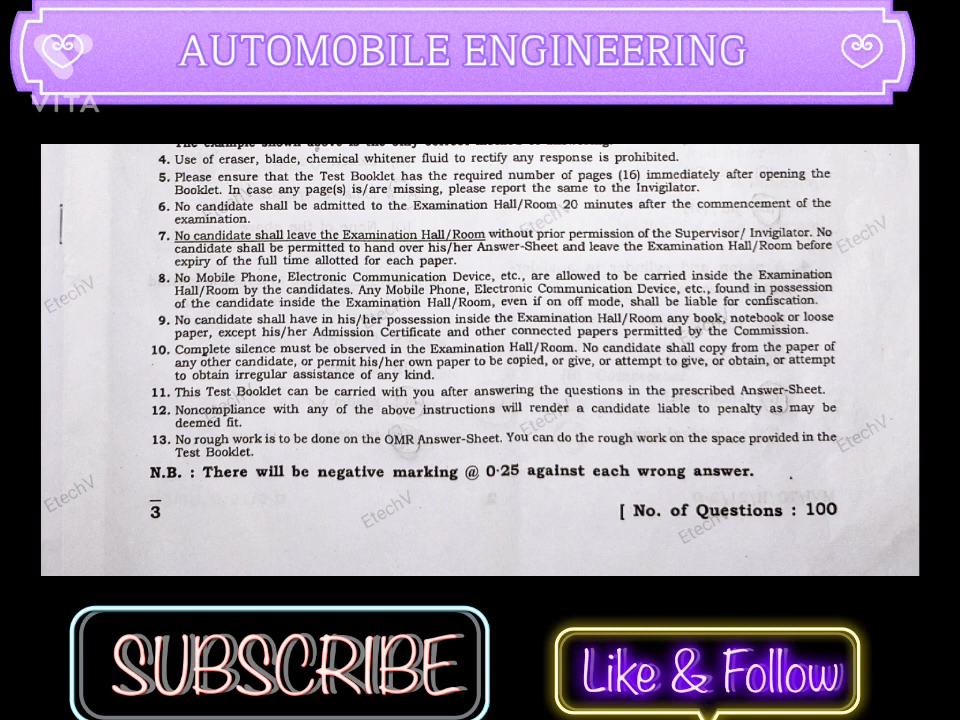 AUTOMOBILE ENGINEERING
VITA
The example shown above is the only correct method of answering.
4. Use of eraser, blade, chemical whitener fluid to rectify any response is prohibited.
5. Please ensure that the Test Booklet has the required number of pages (16) immediately after opening the
Booklet. In case any page(s) is/are missing, please report the same to the Invigilator.
6. No candidate shall be admitted to the Examination Hall/Room 20 minutes after the commencement of the
examination.
7. No candidate shall leave the Examination Hall/Room without prior permission of the Supervisor/ Invigilator. No
candidate shall be permitted to hand over his/her Answer-Sheet and leave the Examination Hall/Room before
expiry of the full time allotted for each paper.
8. No Mobile Phone, Electronic Communication Device, etc., are allowed to be carried inside the Examination
Hall/Room by the candidates. Any Mobile Phone, Electronic Communication Device, etc., found in possession
of the candidate inside the Examination Hall/Room, even if on off mode, shall be liable for confiscation.
9. No candidate shall have in his/her possession inside the Examination Hall/Room any book, notebook or loose
paper, except his/her Admission Certificate and other connected papers permitted by the Commission.
10. Complete silence must be observed in the Examination Hall/Room. No candidate shall copy from the paper of
any other candidate, or permit his/her own paper to be copied, or give, or attempt to give, or obtain, or attempt
to obtain irregular assistance of any kind.
11. This Test Booklet can be carried with you after answering the questions in the prescribed Answer-Sheet.
12. Noncompliance with any of the above instructions will render a candidate liable to penalty as may be
deemed fit.
13. No rough work is to be done on the OMR Answer-Sheet. You can do the rough work on the space provided in the
Test Booklet.
N.B. : There will be negative marking @ 0·25 against each wrong answer.
3
[ No. of Questions : 100
EtechV
EtechV
EtechV
EtechV
EtechV
EtechV
EtechV
SUBSCRIBE
Like & Follow